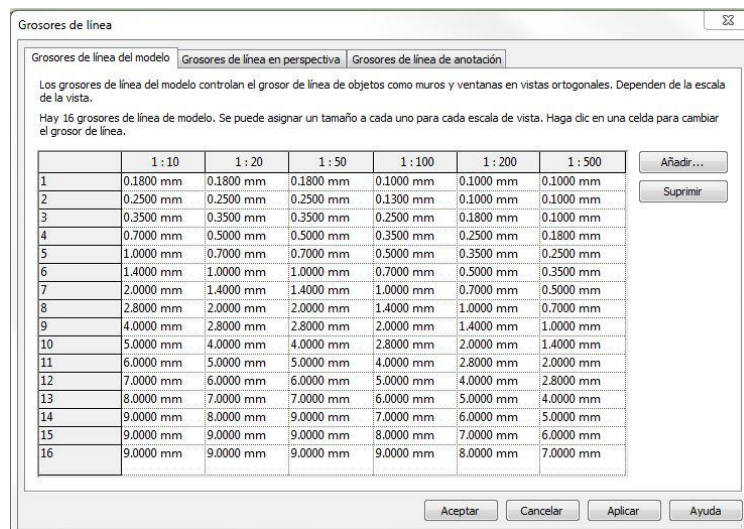 Grosores de línea
Grosores de línea del modelo Grosores de línea en perspectiva Grosores de línea de anotación
Los grosores de línea del modelo controlan el grosor de línea de objetos como muros y ventanas en vistas ortogonales. Dependen de la escala
de la vista.
Hay 16 grosores de línea de modelo. Se puede asignar un tamaño a cada uno para cada escala de vista. Haga clic en una celda para cambiar
el grosor de línea.
1 : 10 1 : 20 1 : 50 1 : 100 1 : 200 1 : 500 Añadir...
1 0.1800 mm 0.1800 mm 0.1800 mm 0.1000 mm 0.1000 mm 0.1000 mm
Suprimir
2 0.2500 mm 0.2500 mm 0.2500 mm 0.1300 mm 0.1000 mm 0.1000 mm
3 0.3500 mm 0.3500 mm 0.3500 mm 0.2500 mm 0.1800 mm 0.1000 mm
4 0.7000 mm 0.5000 mm 0.5000 mm 0.3500 mm 0.2500 mm 0.1800 mm
5 1.0000 mm 0.7000 mm 0.7000 mm 0.5000 mm 0.3500 mm 0.2500 mm
6 1.4000 mm 1.0000 mm 1.0000 mm 0.7000 mm 0.5000 mm 0.3500 mm
7 2.0000 mm 1.4000 mm 1.4000 mm 1.0000 mm 0.7000 mm 0.5000 mm
8 2.8000 mm 2.0000 mm 2.0000 mm 1.4000 mm 1.0000 mm 0.7000 mm
9 4.0000 mm 2.8000 mm 2.8000 mm 2.0000 mm 1.4000 mm 1.0000 mm
10 5.0000 mm 4.0000 mm 4.0000 mm 2.8000 mm 2.0000 mm 1.4000 mm
11 6.0000 mm 5.0000 mm 5.0000 mm 4.0000 mm 2.8000 mm 2.0000 mm
12 7.0000 mm 6.0000 mm 6.0000 mm 5.0000 mm 4.0000 mm 2.8000 mm
13 8.0000 mm 7.0000 mm 7.0000 mm 6.0000 mm 5.0000 mm 4.0000 mm
14 9.0000 mm 8.0000 mm 9.0000 mm 7.0000 mm 6.0000 mm 5.0000 mm
15 9.0000 mm 9.0000 mm 9.0000 mm 8.0000 mm 7.0000 mm 6.0000 mm
16 9.0000 mm 9.0000 mm 9.0000 mm 9.0000 mm 8.0000 mm 7.0000 mm
Aceptar Cancelar Aplicar Ayuda